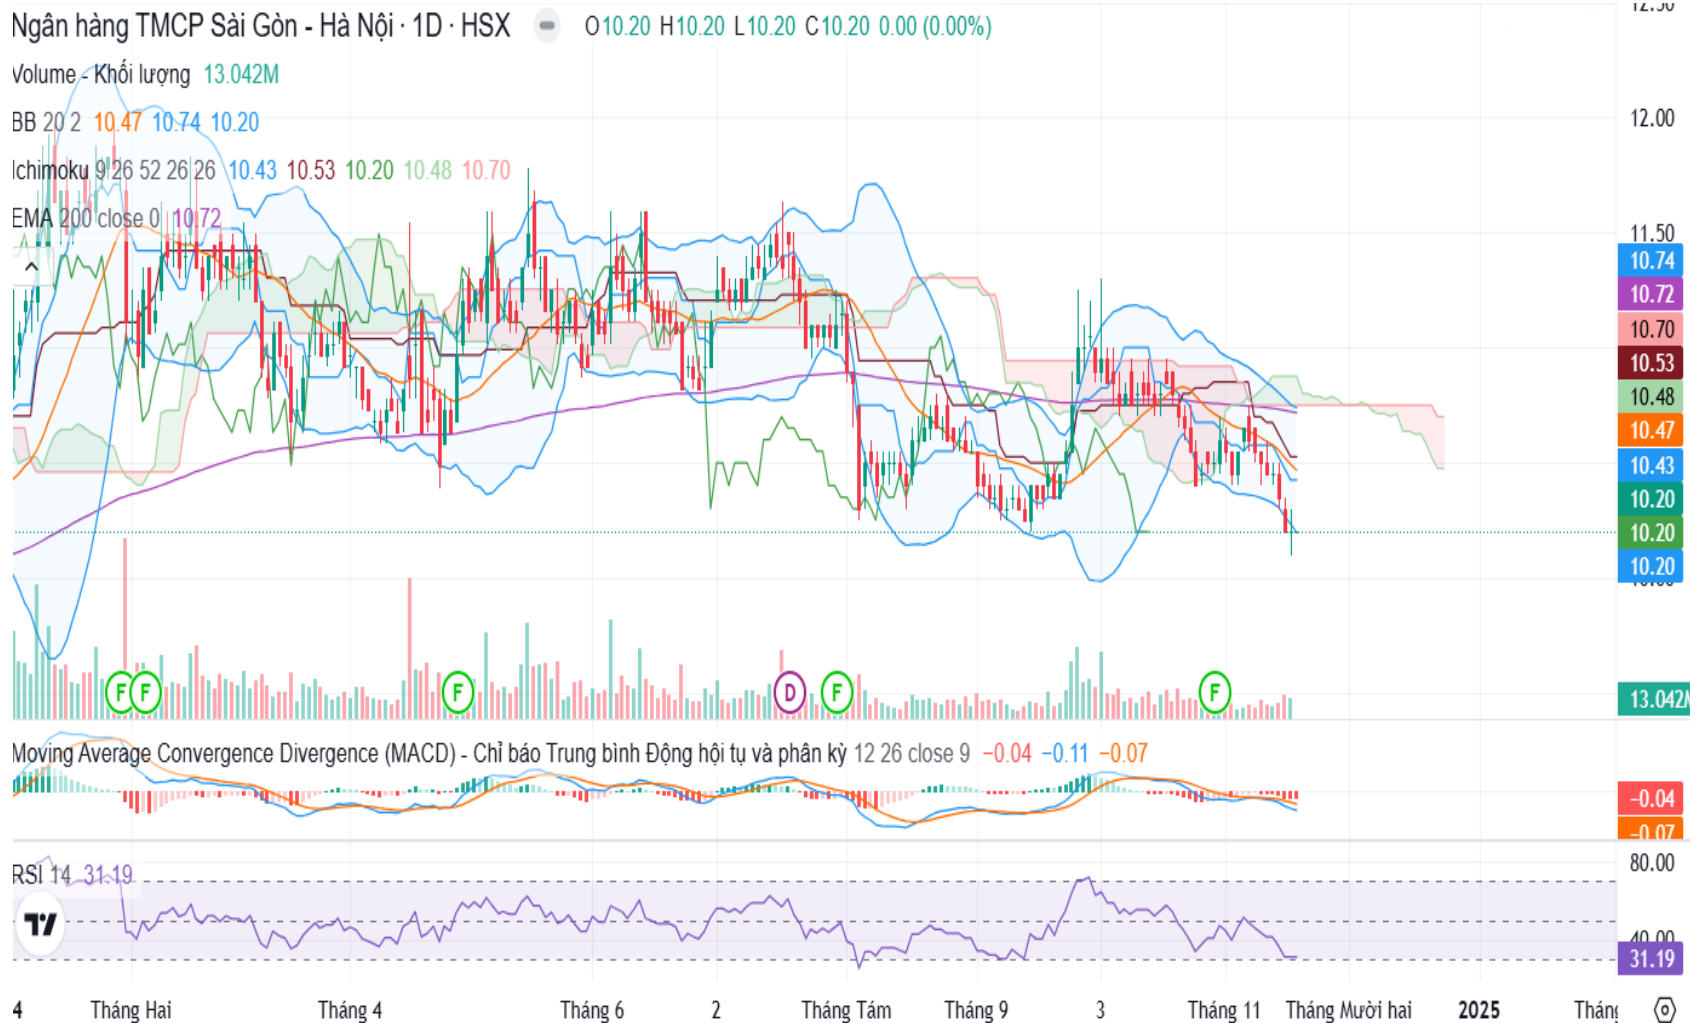 Ngân hàng TMCP Sài Gòn - Hà Nội · 1D · HSX O10.20 H10.20 L10.20 C10.20 0.00 (0.00%)
Volume - Khối lượng 13.042M
BB 20 2 10.47 10.74 10.20
Ichimoku 9 26 52 26 26 10.43 10.53 10.20 10.48 10.70
EMA 200 close 0 10.72
12.50
12.00
11.50
10.74
10.72
10.70
10.53
10.48
10.47
10.43
10.20
10.20
10.20
10.00
F F F D F F
13.042M
Moving Average Convergence Divergence (MACD) - Chỉ báo Trung bình Động hội tụ và phân kỳ 12 26 close 9 −0.04 −0.11 −0.07
−0.04
−0.07
RSI 14 31.19
80.00
40.00
31.19
4 Tháng Hai Tháng 4 Tháng 6 2 Tháng Tám Tháng 9 3 Tháng 11 Tháng Mười hai 2025 Tháng